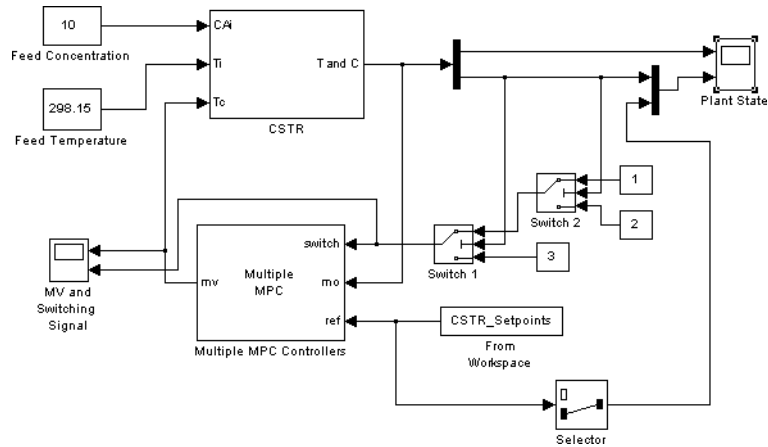 10
Feed Concentration
298.15
Feed Temperature
CAi
Ti
Tc
T and C
CSTR
Plant State
1
2
Switch 2
3
Switch 1
MV and
Switching
Signal
switch
mv
Multiple
MPC
mo
ref
Multiple MPC Controllers
CSTR_Setpoints
From
Workspace
Selector